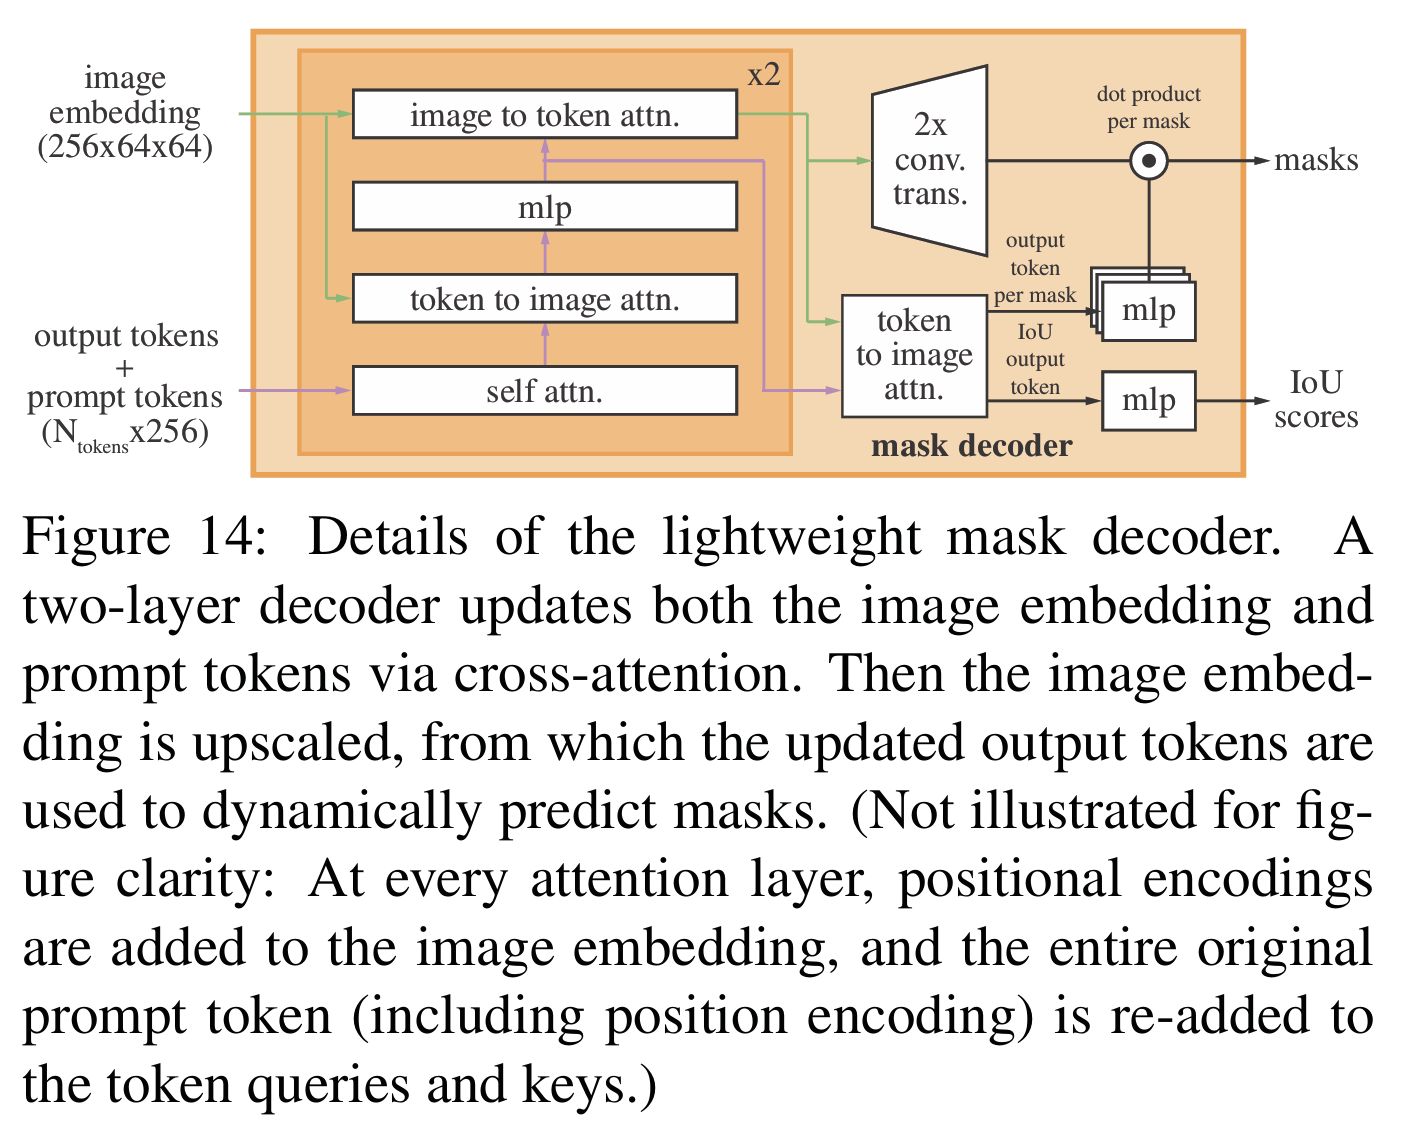 image
embedding
(256x64x64)
output tokens
+
prompt tokens
(Ntokensx256)
x2
image to token attn.
mlp
token to image attn.
self attn.
2x
conv.
trans.
dot product
per mask
masks
output
token
per mask
mlp
token
to image
attn.
IoU
output
token
mlp
IoU
scores
mask decoder
Figure 14: Details of the lightweight mask decoder. A
two-layer decoder updates both the image embedding and
prompt tokens via cross-attention. Then the image embed-
ding is upscaled, from which the updated output tokens are
used to dynamically predict masks. (Not illustrated for fig-
ure clarity: At every attention layer, positional encodings
are added to the image embedding, and the entire original
prompt token (including position encoding) is re-added to
the token queries and keys.)